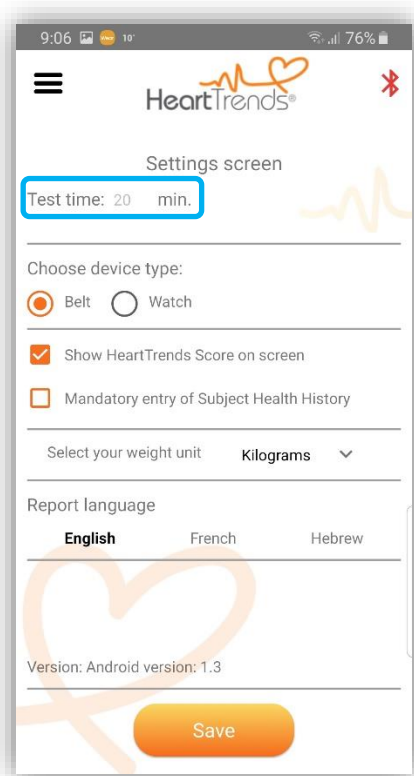 9:06 10° 76%
HeartTrends®
Settings screen
Test time: 20 min.
Choose device type:
Belt Watch
Show HeartTrends Score on screen
Mandatory entry of Subject Health History
Select your weight unit Kilograms
Report language
English French Hebrew
Version: Android version: 1.3
Save